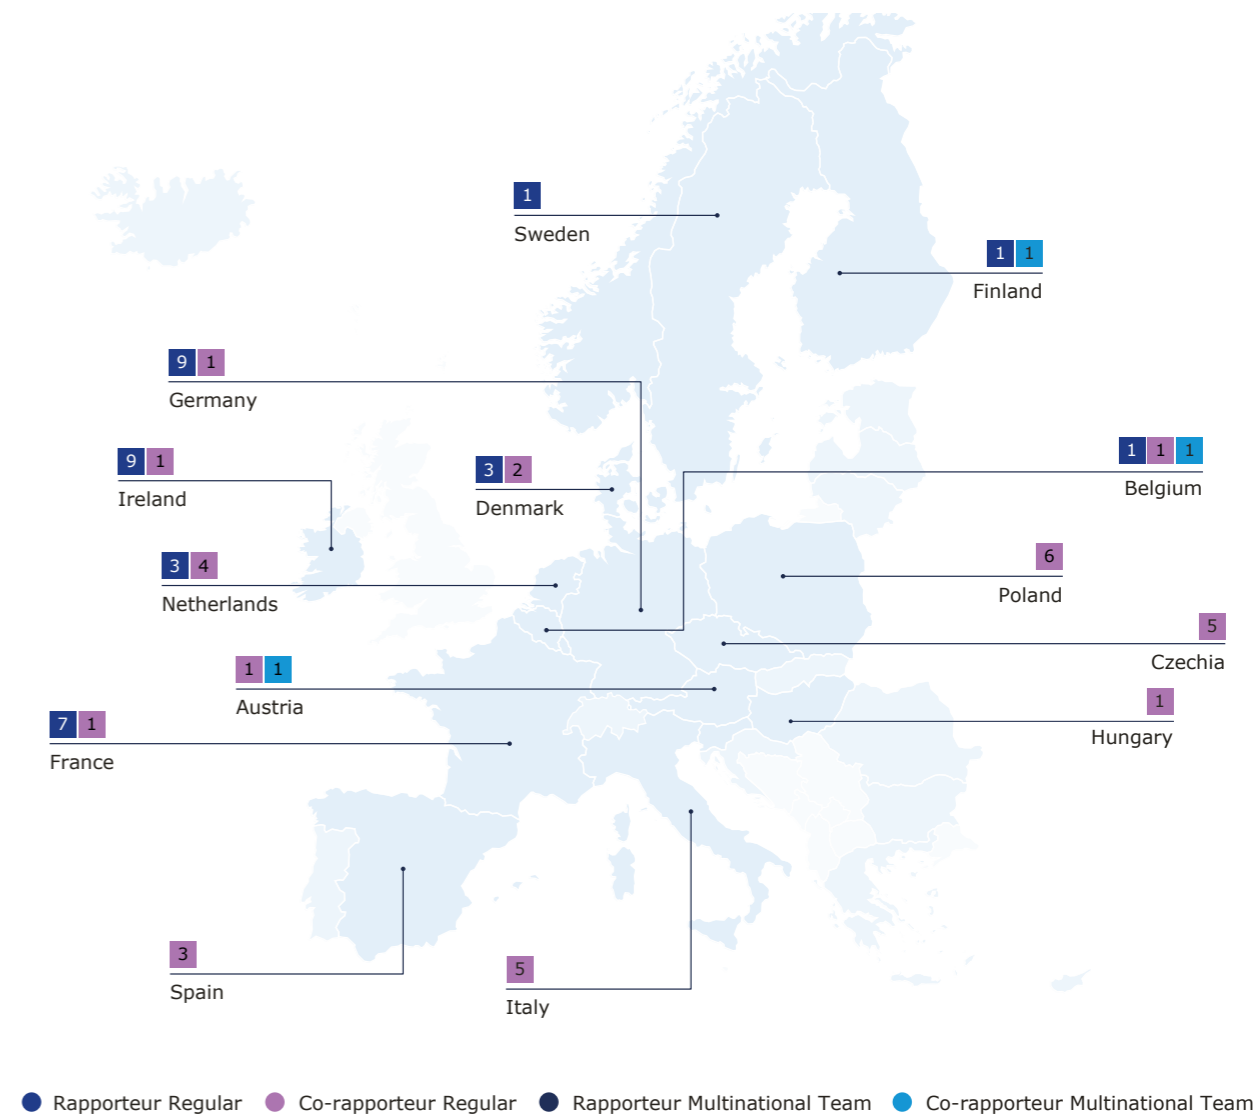 1
Sweden
1 1
Finland
9 1
Germany
9 1
Ireland
3 2
Denmark
1 1 1
Belgium
3 4
Netherlands
6
Poland
5
Czechia
1 1
Austria
1
Hungary
7 1
France
3
Spain
5
Italy
Rapporteur Regular Co-rapporteur Regular Rapporteur Multinational Team Co-rapporteur Multinational Team